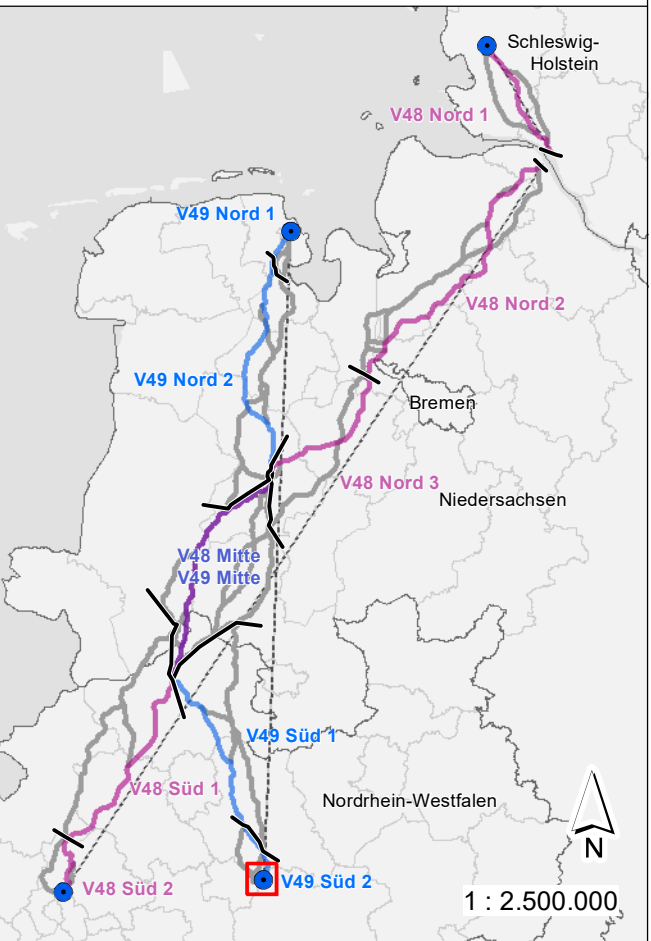 Schleswig-
Holstein
V48 Nord 1
V49 Nord 1
V48 Nord 2
V49 Nord 2
Bremen
V48 Nord 3
Niedersachsen
V48 Mitte
V49 Mitte
V49 Süd 1
V48 Süd 1
Nordrhein-Westfalen
N
V48 Süd 2
V49 Süd 2
1 : 2.500.000